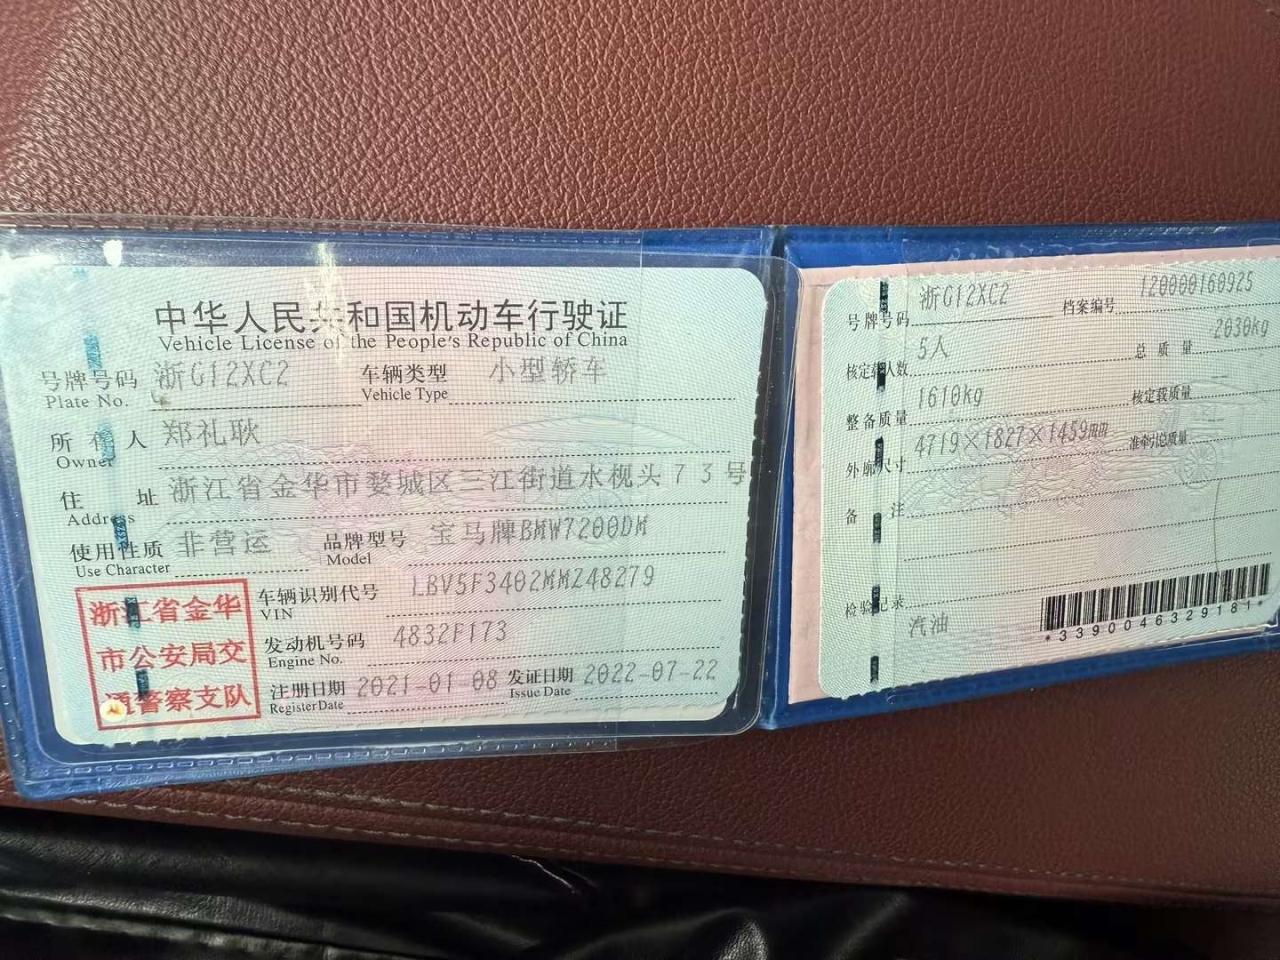 中华人民共和国机动车行驶证
Vehicle License of the People's Republic of China
号牌号码 浙G12XC2 车辆类型 小型轿车
Plate No. Vehicle Type
所有人 郑礼耿
Owner
住址 浙江省金华市婺城区三江街道水枧头73号
Address
使用性质 非营运 品牌型号 宝马牌BMW7200DM
Use Character Model
浙江省金华
市公安局交
通警察支队
车辆识别代号 LBV5F3402MMZ48279
VIN
发动机号码 4832F173
Engine No.
注册日期 2021-01-08 发证日期 2022-07-22
Register Date Issue Date
号牌号码 浙G12XC2 档案编号 120000160925
核定载人数 5人 总质量 2030kg
整备质量 1610kg 核定载质量
外廓尺寸 4719×1827×1459mm 准牵引总质量
备注
检验记录 汽油
*3390046329181*